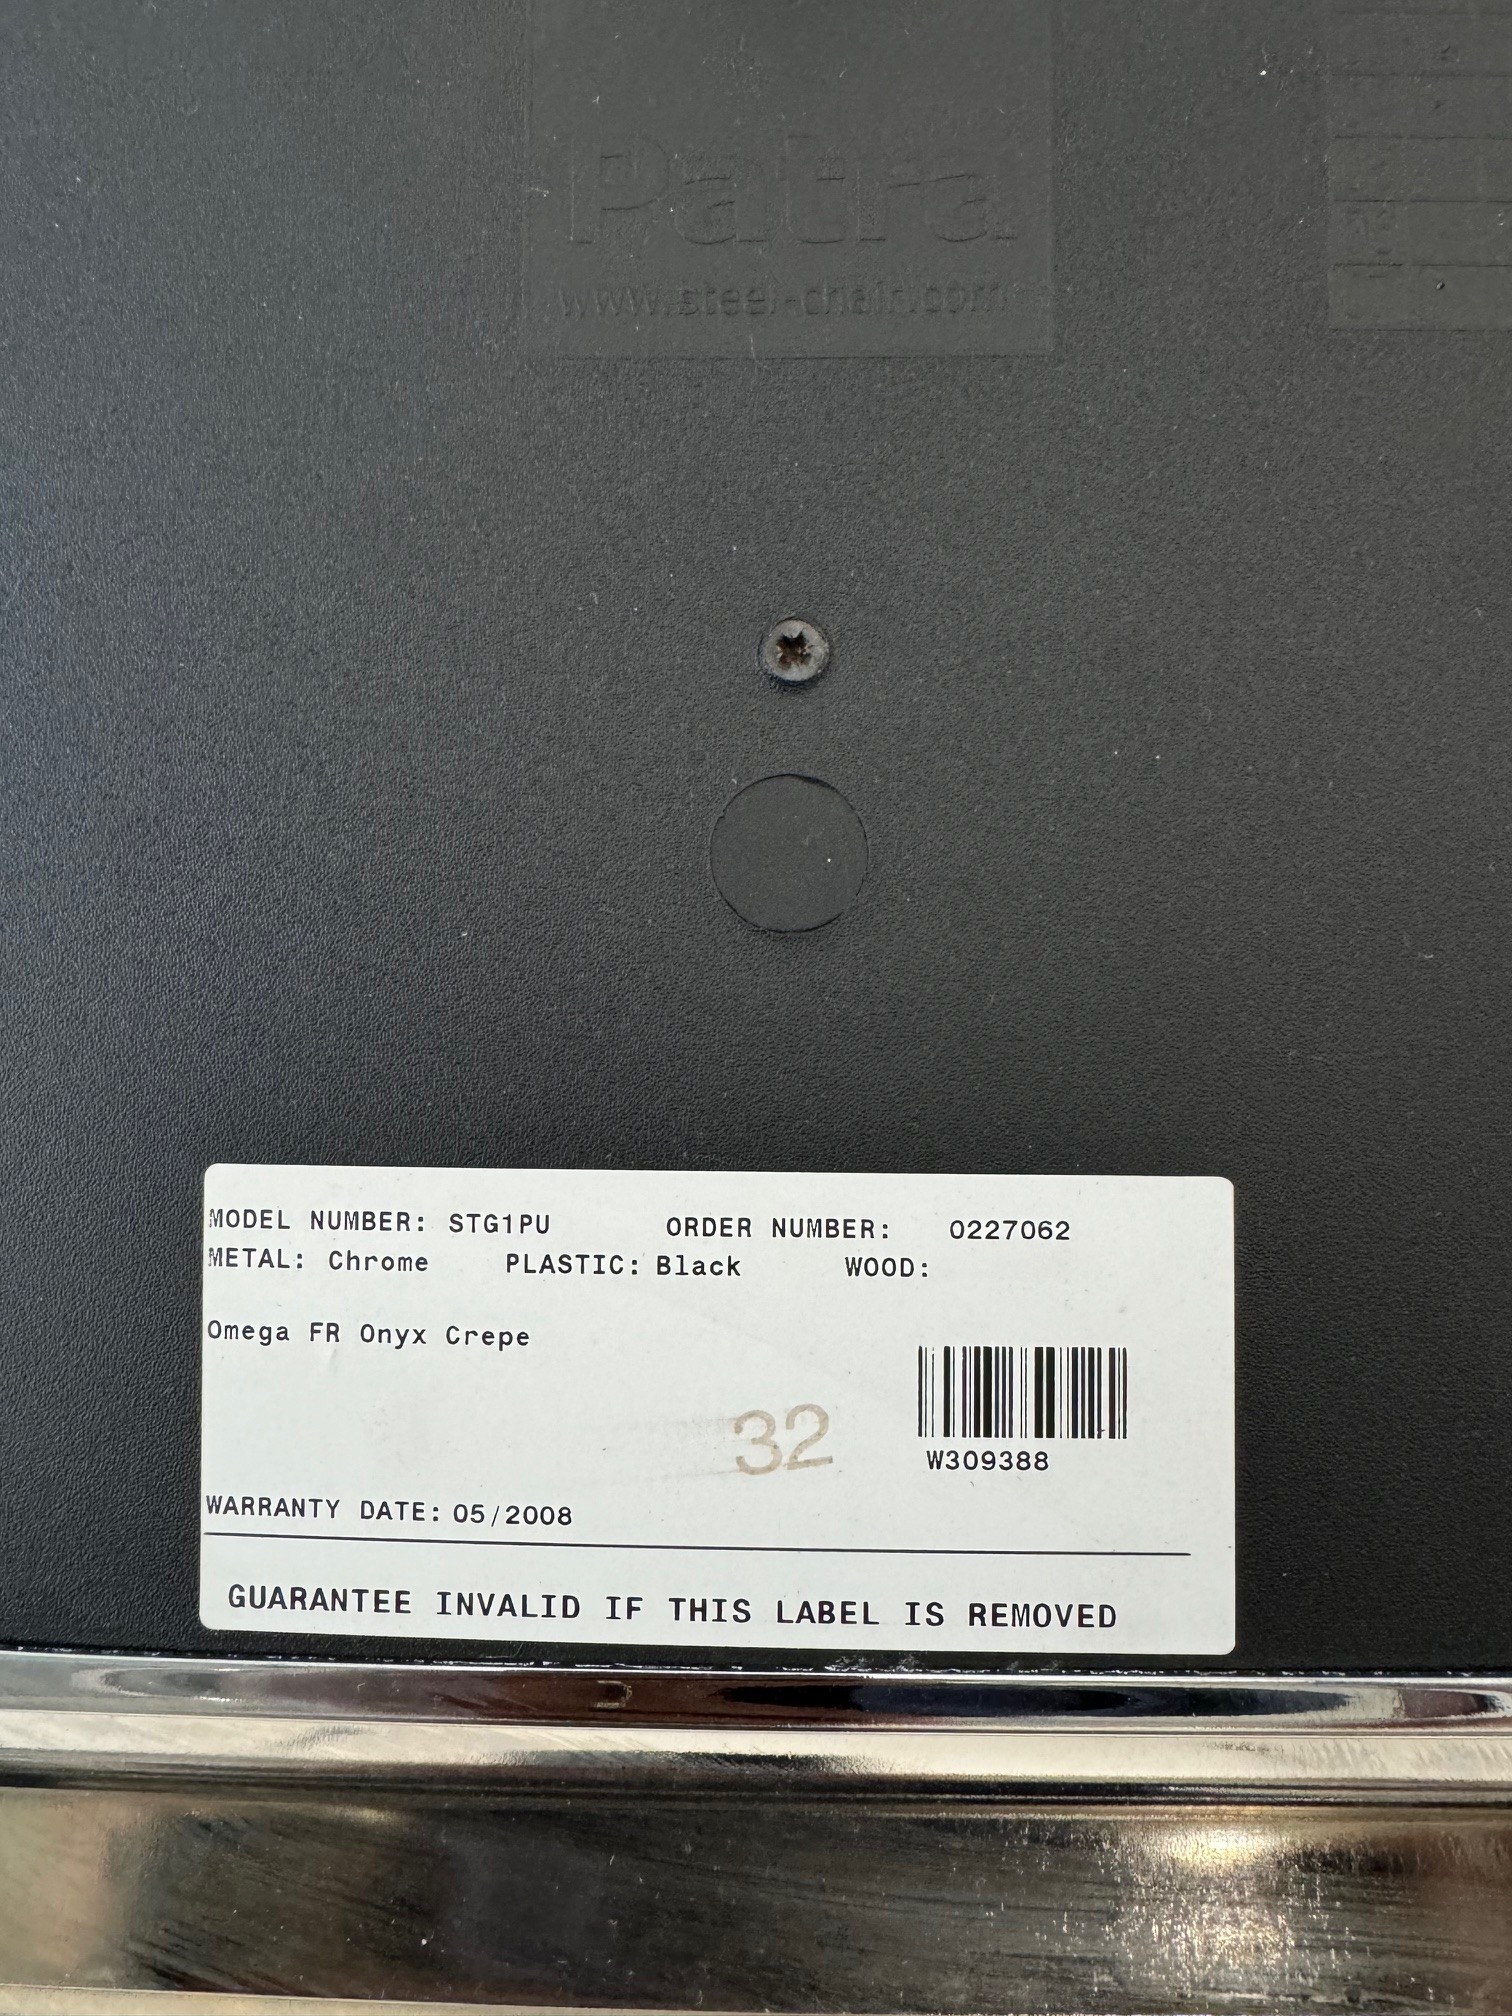 Patra
www.steel-chair.com
MODEL NUMBER: STG1PU ORDER NUMBER: 0227062
METAL: Chrome PLASTIC: Black WOOD:
Omega FR Onyx Crepe
32
W309388
WARRANTY DATE: 05/2008
GUARANTEE INVALID IF THIS LABEL IS REMOVED